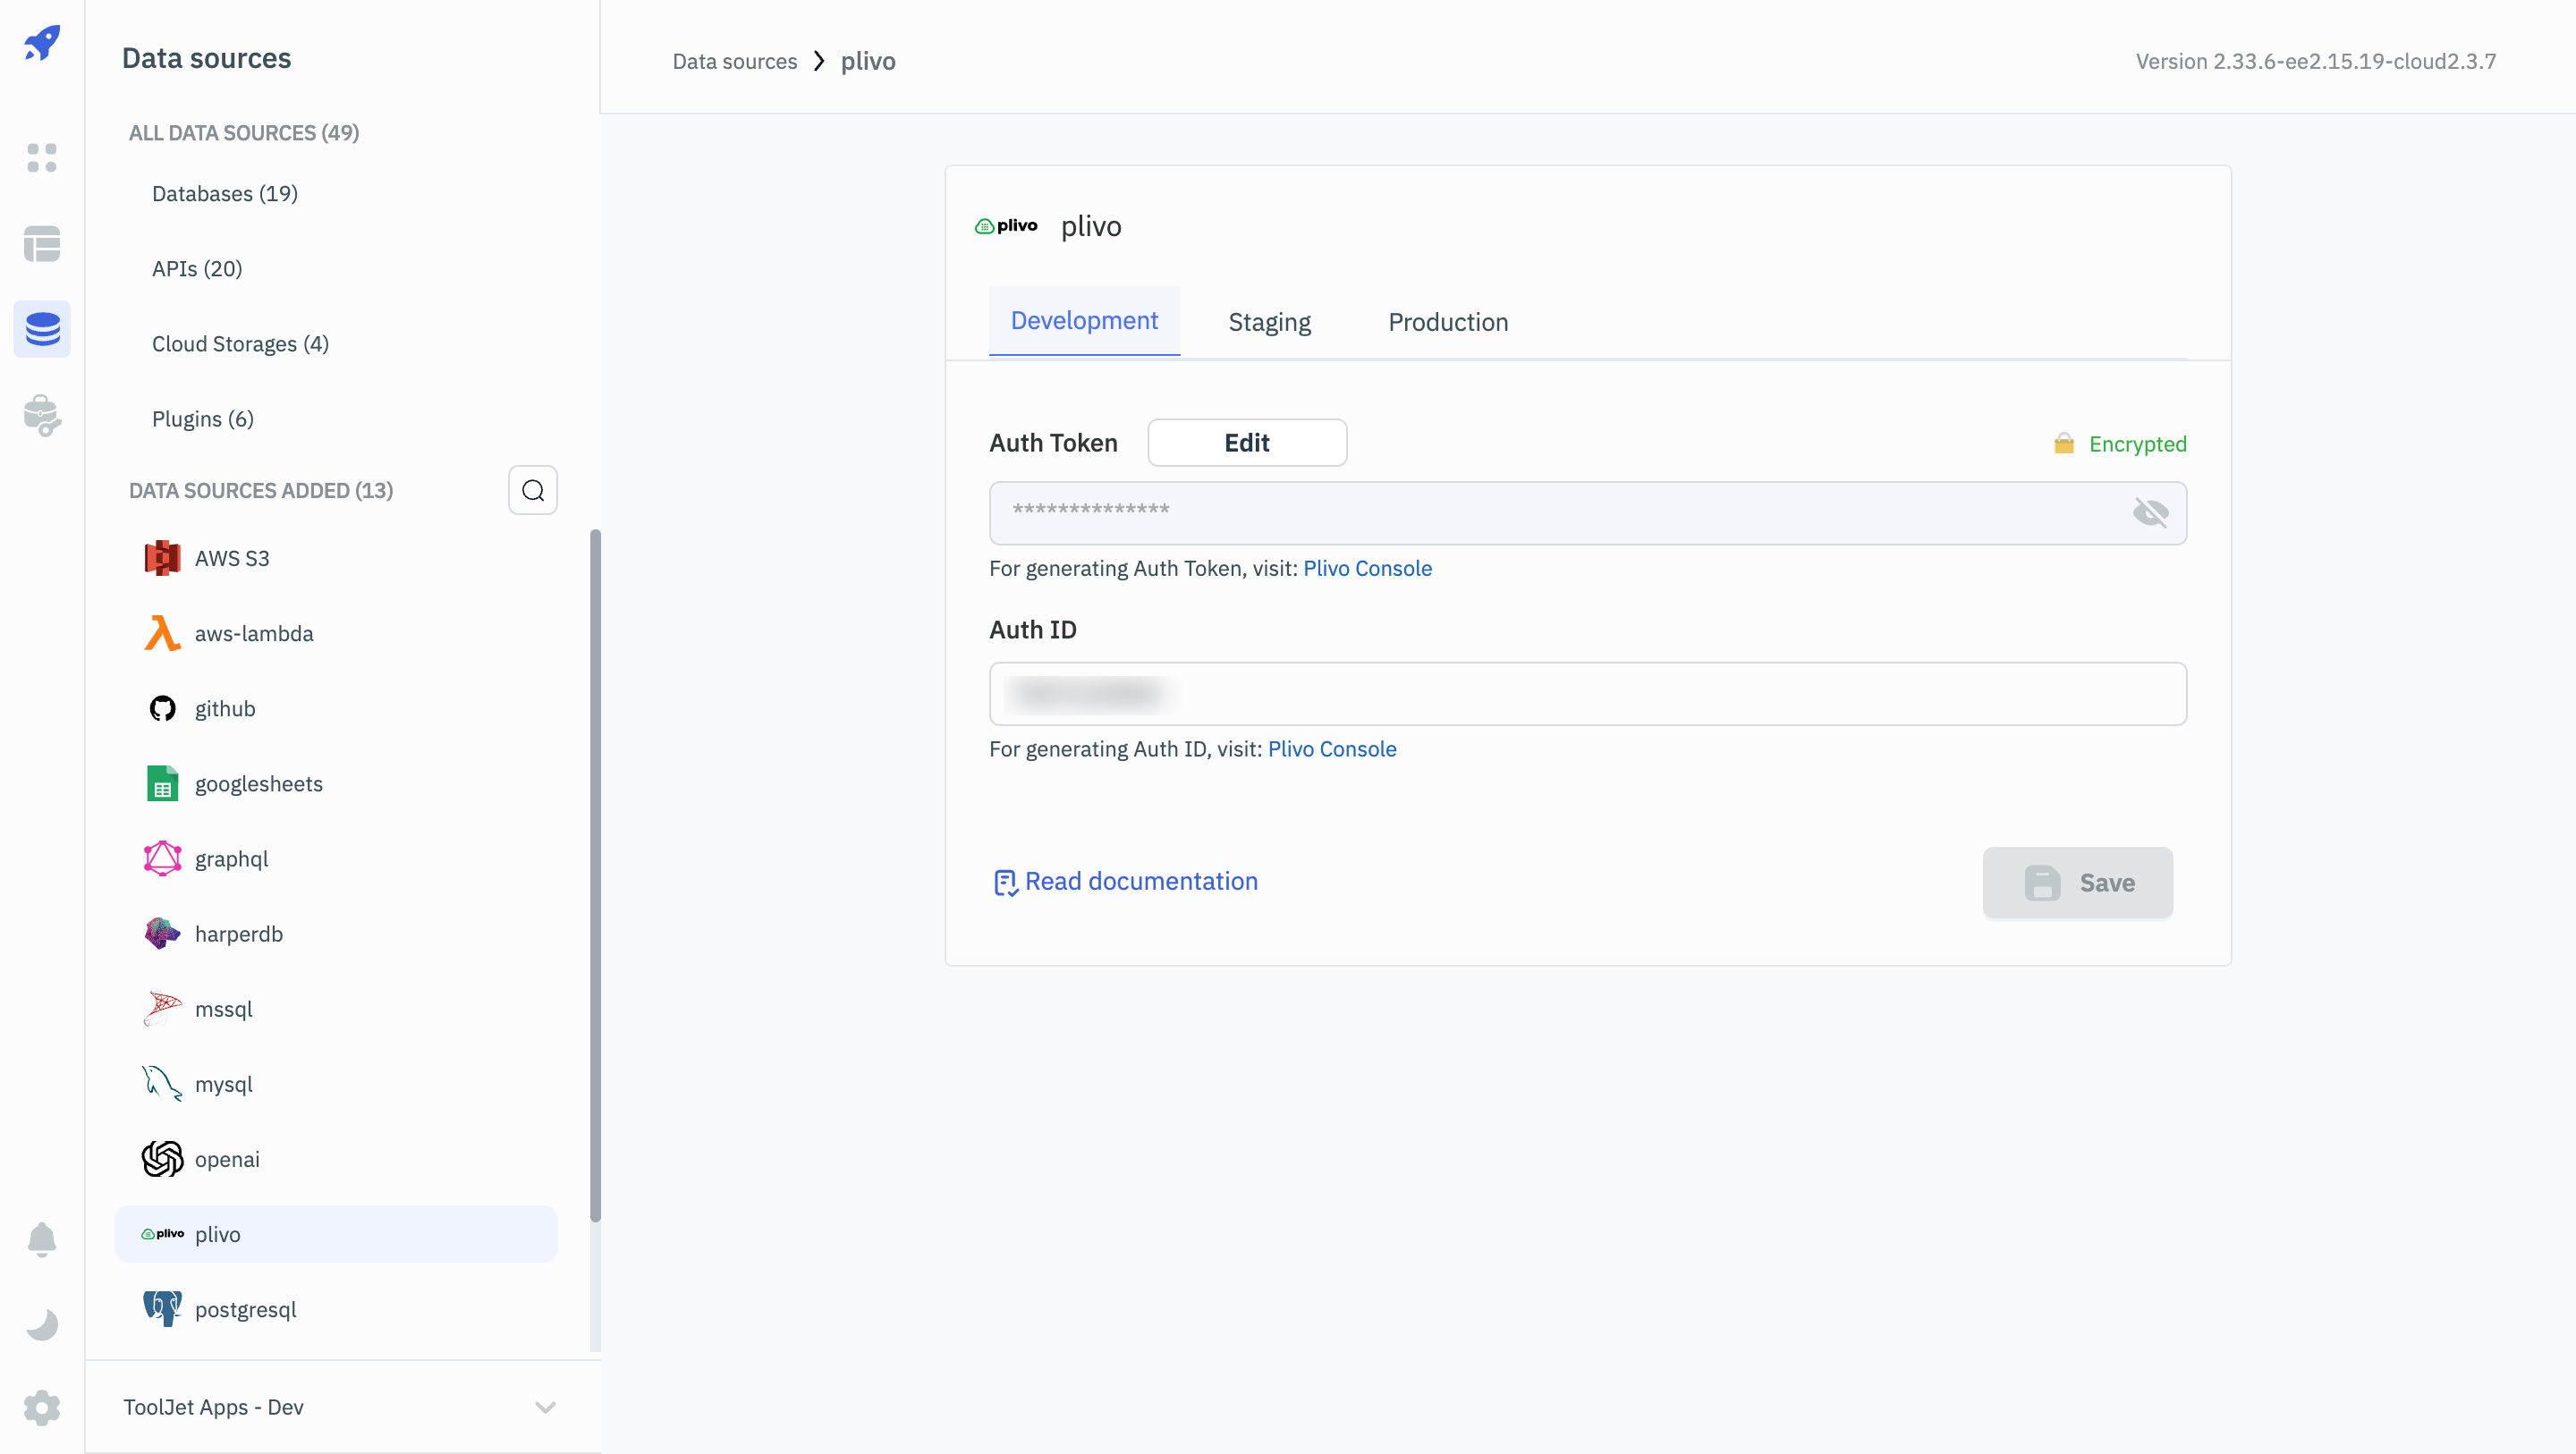 Data sources
ALL DATA SOURCES (49)
Databases (19)
APIs (20)
Cloud Storages (4)
Plugins (6)
DATA SOURCES ADDED (13)
AWS S3
aws-lambda
github
googlesheets
graphql
harperdb
mssql
mysql
openai
plivo plivo
postgresql
ToolJet Apps - Dev
Data sources plivo
Version 2.33.6-ee2.15.19-cloud2.3.7
plivo plivo
Development Staging Production
Auth Token Edit Encrypted
**************
For generating Auth Token, visit: Plivo Console
Auth ID
For generating Auth ID, visit: Plivo Console
Read documentation Save